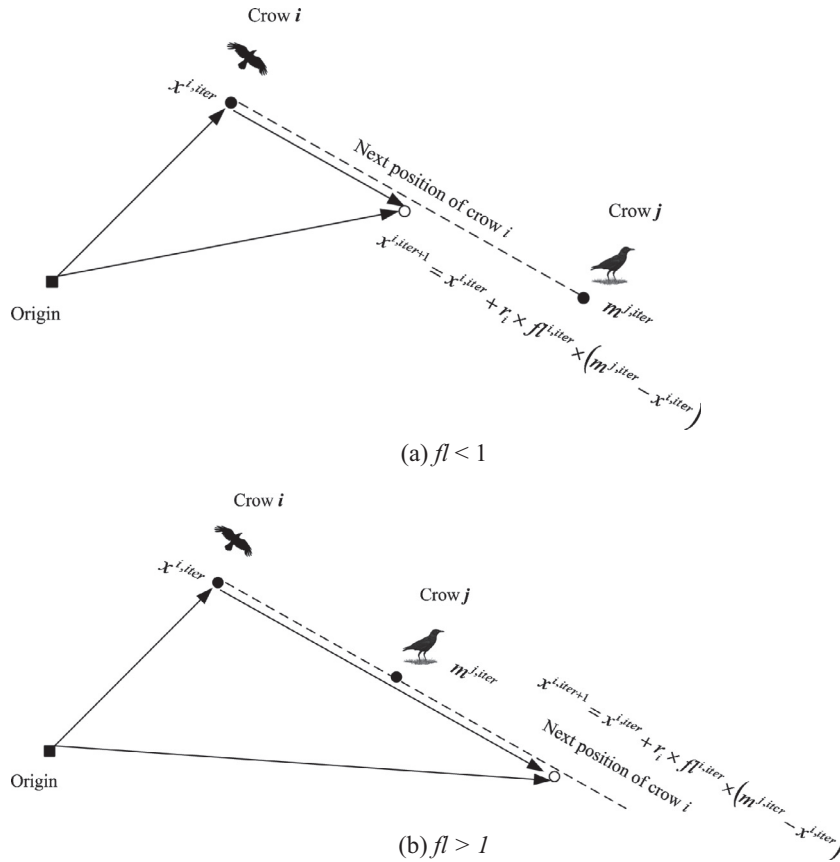 Crow i
x^{i,iter}
Next position of crow i
Crow j
m^{j,iter}
x^{i,iter+1} = x^{i,iter} + r_i × fl^{i,iter} × (m^{j,iter} − x^{i,iter})
Origin
(a) fl < 1
Crow i
x^{i,iter}
Crow j
m^{j,iter}
x^{i,iter+1} = x^{i,iter} + r_i × fl^{i,iter} × (m^{j,iter} − x^{i,iter})
Next position of crow i
Origin
(b) fl > 1